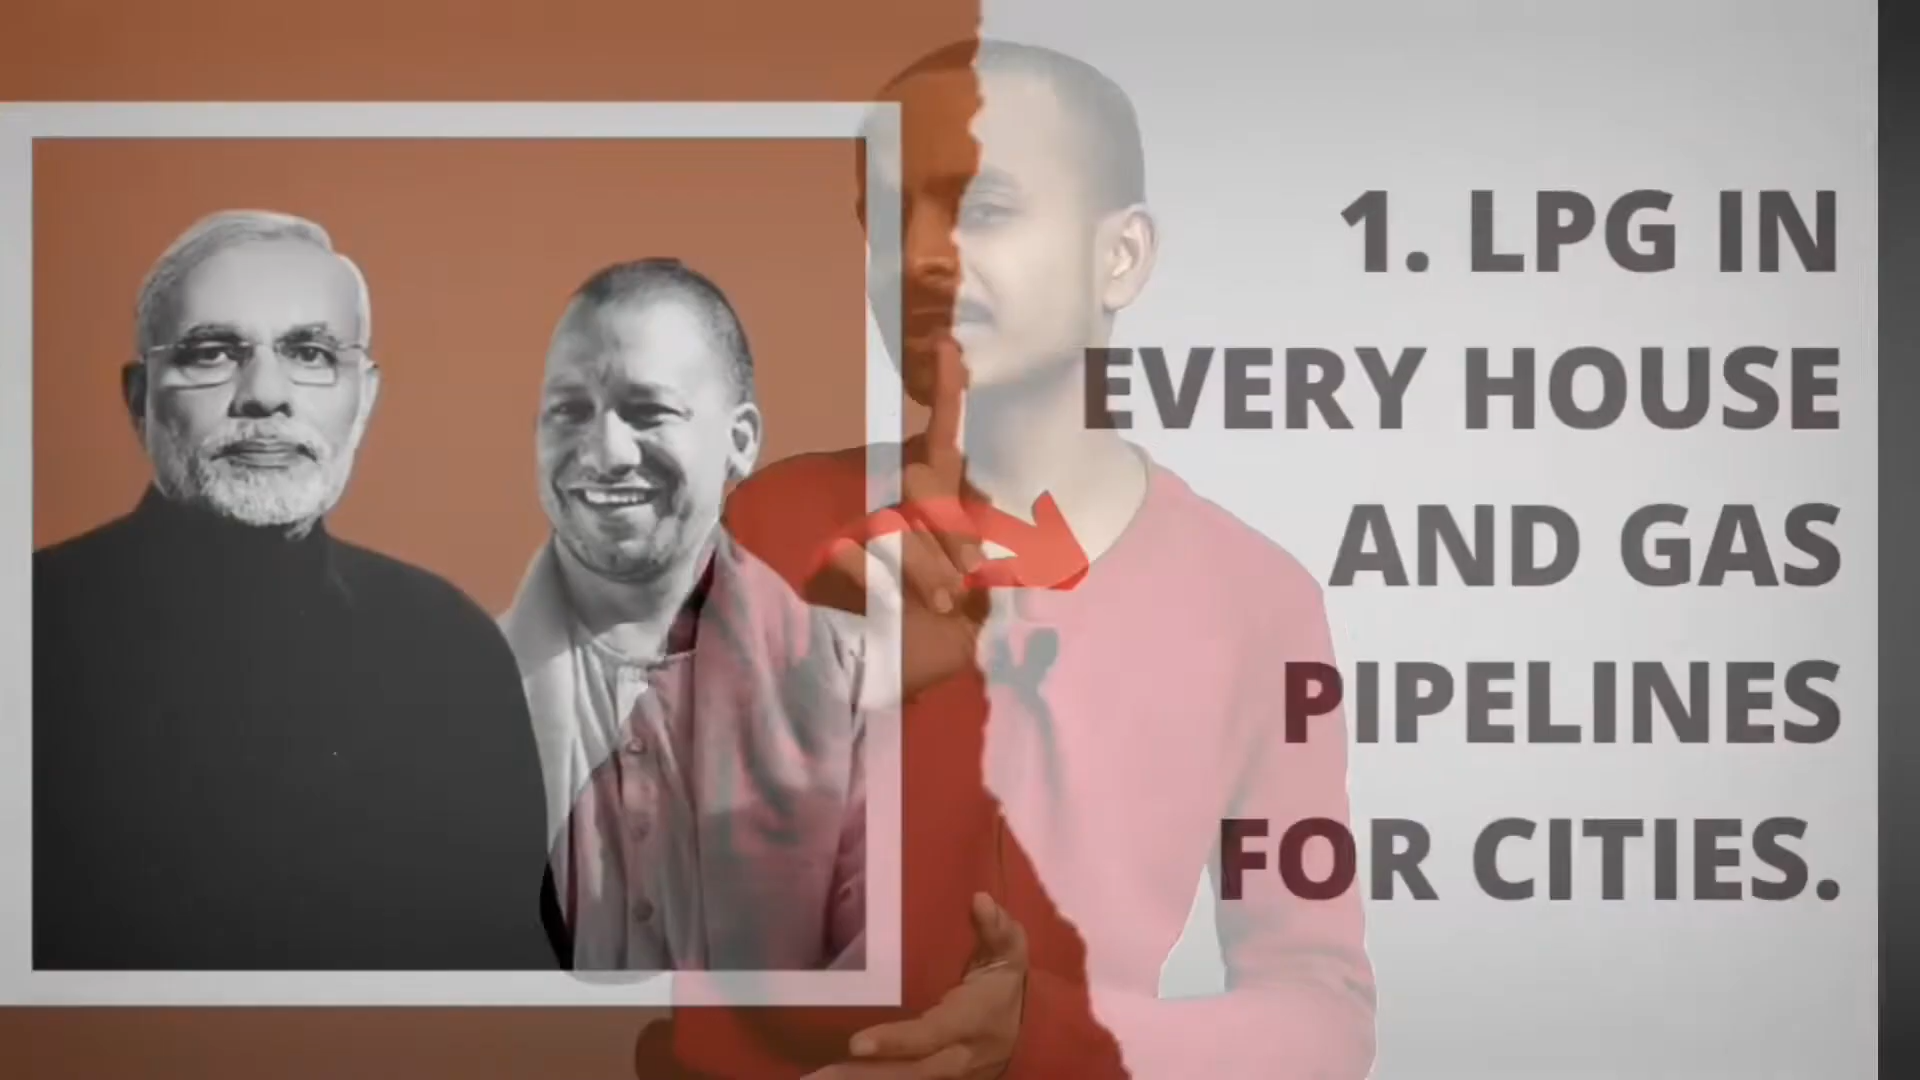 1. LPG IN
EVERY HOUSE
AND GAS
PIPELINES
FOR CITIES.